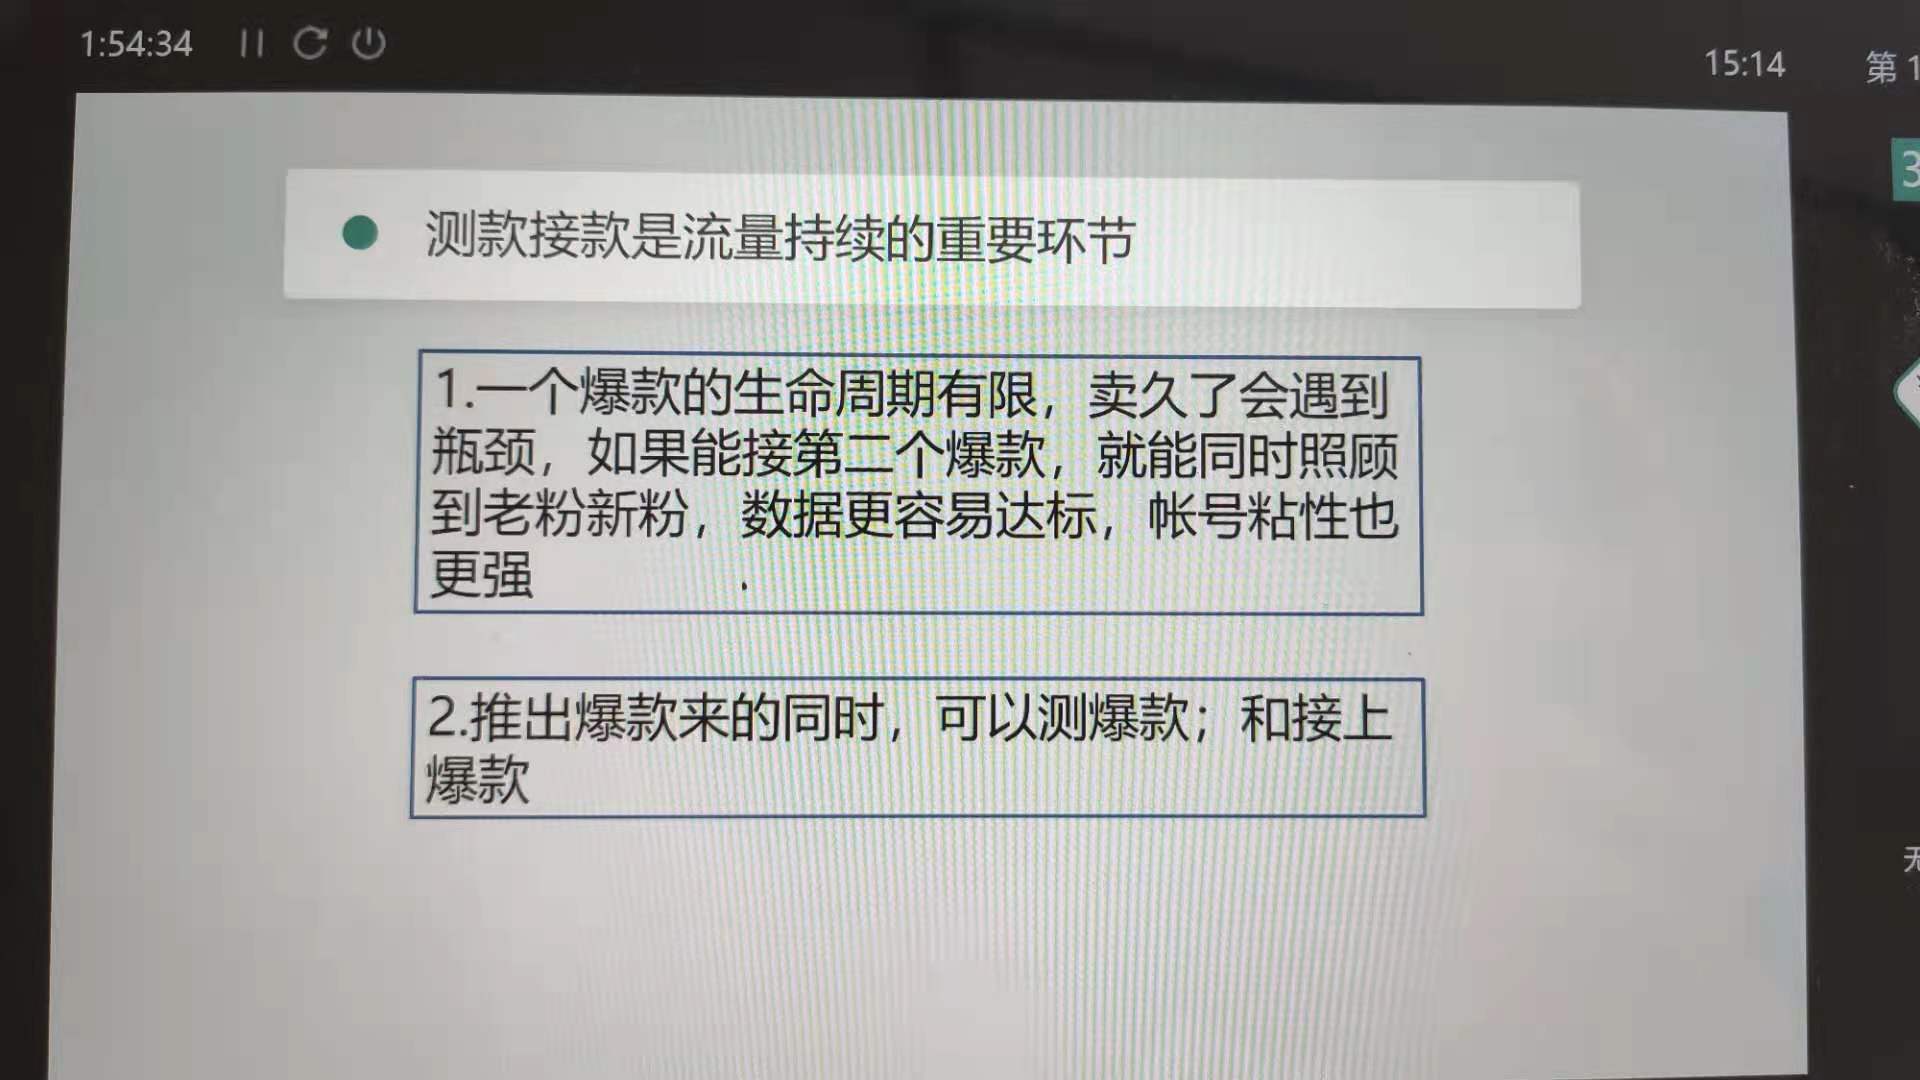 1:54:34
15:14
第 1
3
测款接款是流量持续的重要环节
1.一个爆款的生命周期有限，卖久了会遇到
瓶颈，如果能接第二个爆款，就能同时照顾
到老粉新粉，数据更容易达标，帐号粘性也
更强
2.推出爆款来的同时，可以测爆款；和接上
爆款
无